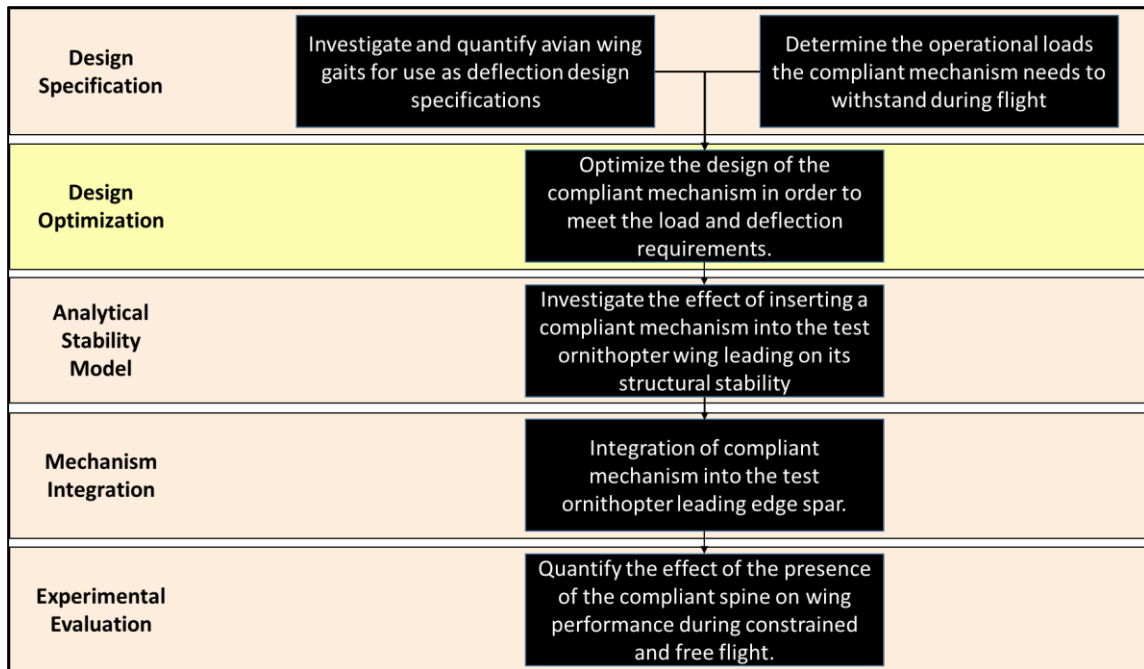 Design
Specification
Investigate and quantify avian wing
gaits for use as deflection design
specifications
Determine the operational loads
the compliant mechanism needs to
withstand during flight
Design
Optimization
Optimize the design of the
compliant mechanism in order to
meet the load and deflection
requirements.
Analytical
Stability
Model
Investigate the effect of inserting a
compliant mechanism into the test
ornithopter wing leading on its
structural stability
Mechanism
Integration
Integration of compliant
mechanism into the test
ornithopter leading edge spar.
Experimental
Evaluation
Quantify the effect of the presence
of the compliant spine on wing
performance during constrained
and free flight.